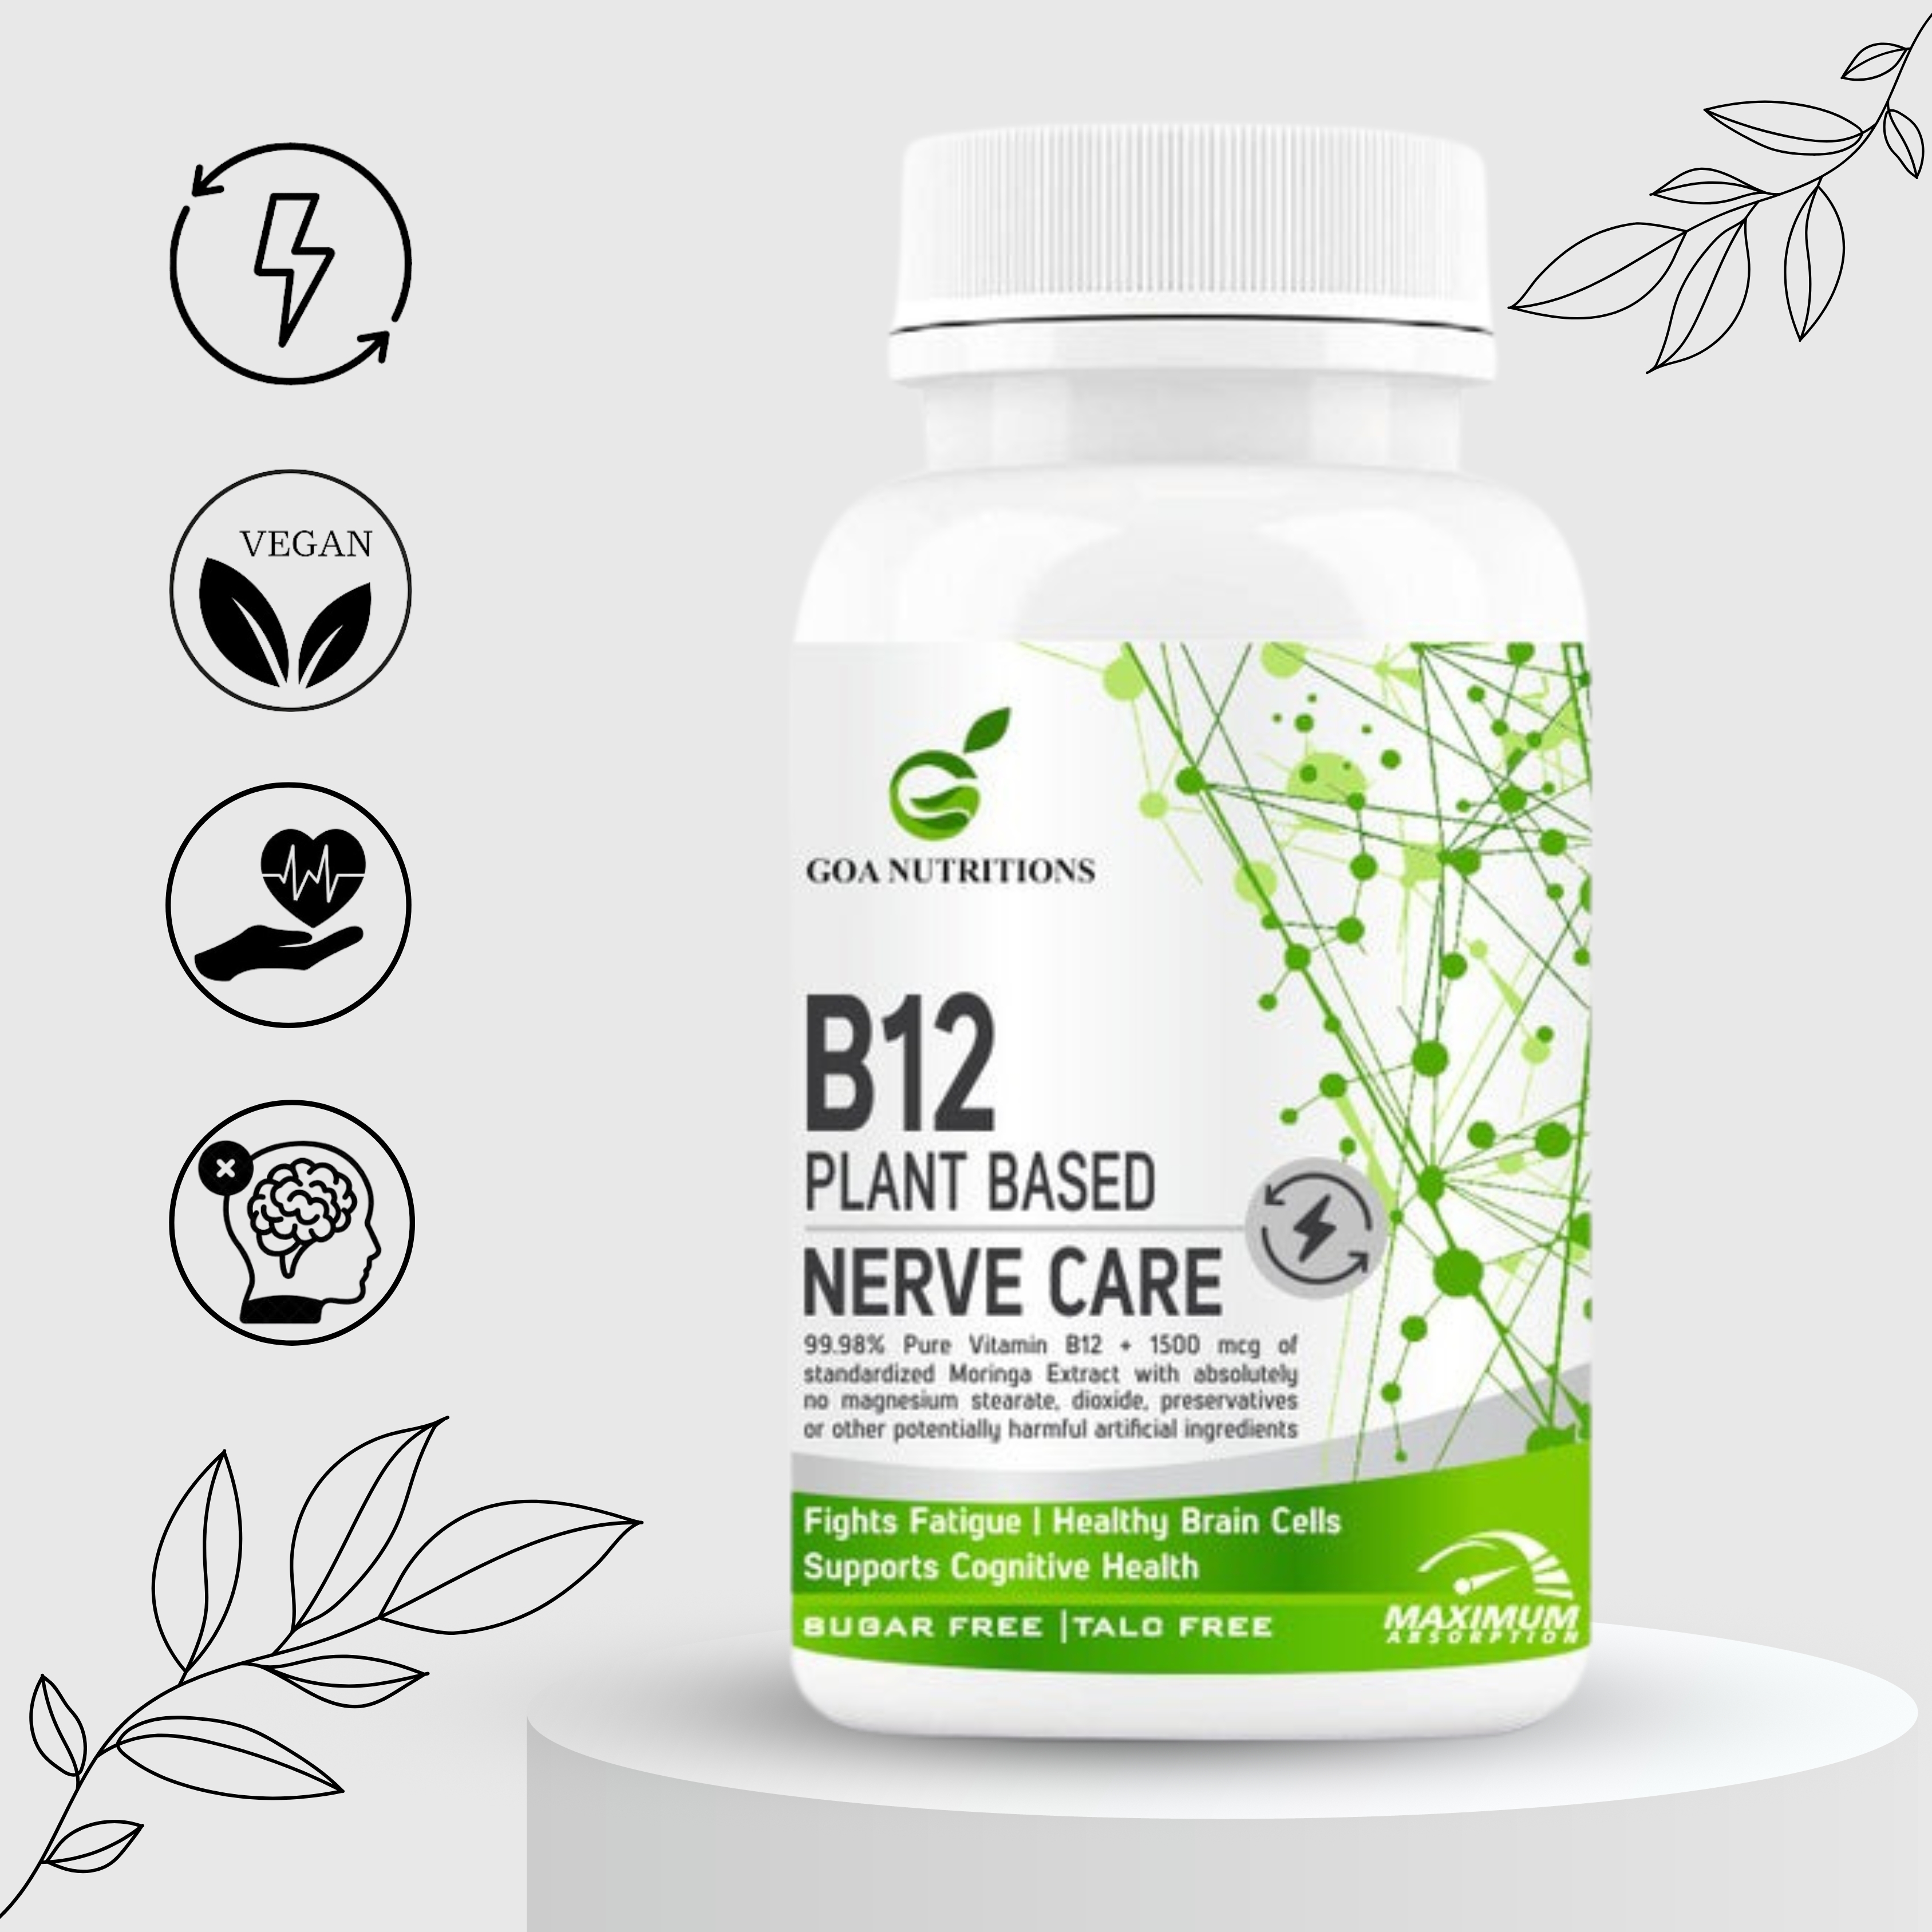 VEGAN
GOA NUTRITIONS
B12
PLANT BASED
NERVE CARE
99.98% Pure Vitamin B12 + 1500 mcg of
standardized Moringa Extract with absolutely
no magnesium stearate, dioxide, preservatives
or other potentially harmful artificial ingredients
Fights Fatigue | Healthy Brain Cells
Supports Cognitive Health
SUGAR FREE | TALC FREE
MAXIMUM
ABSORPTION